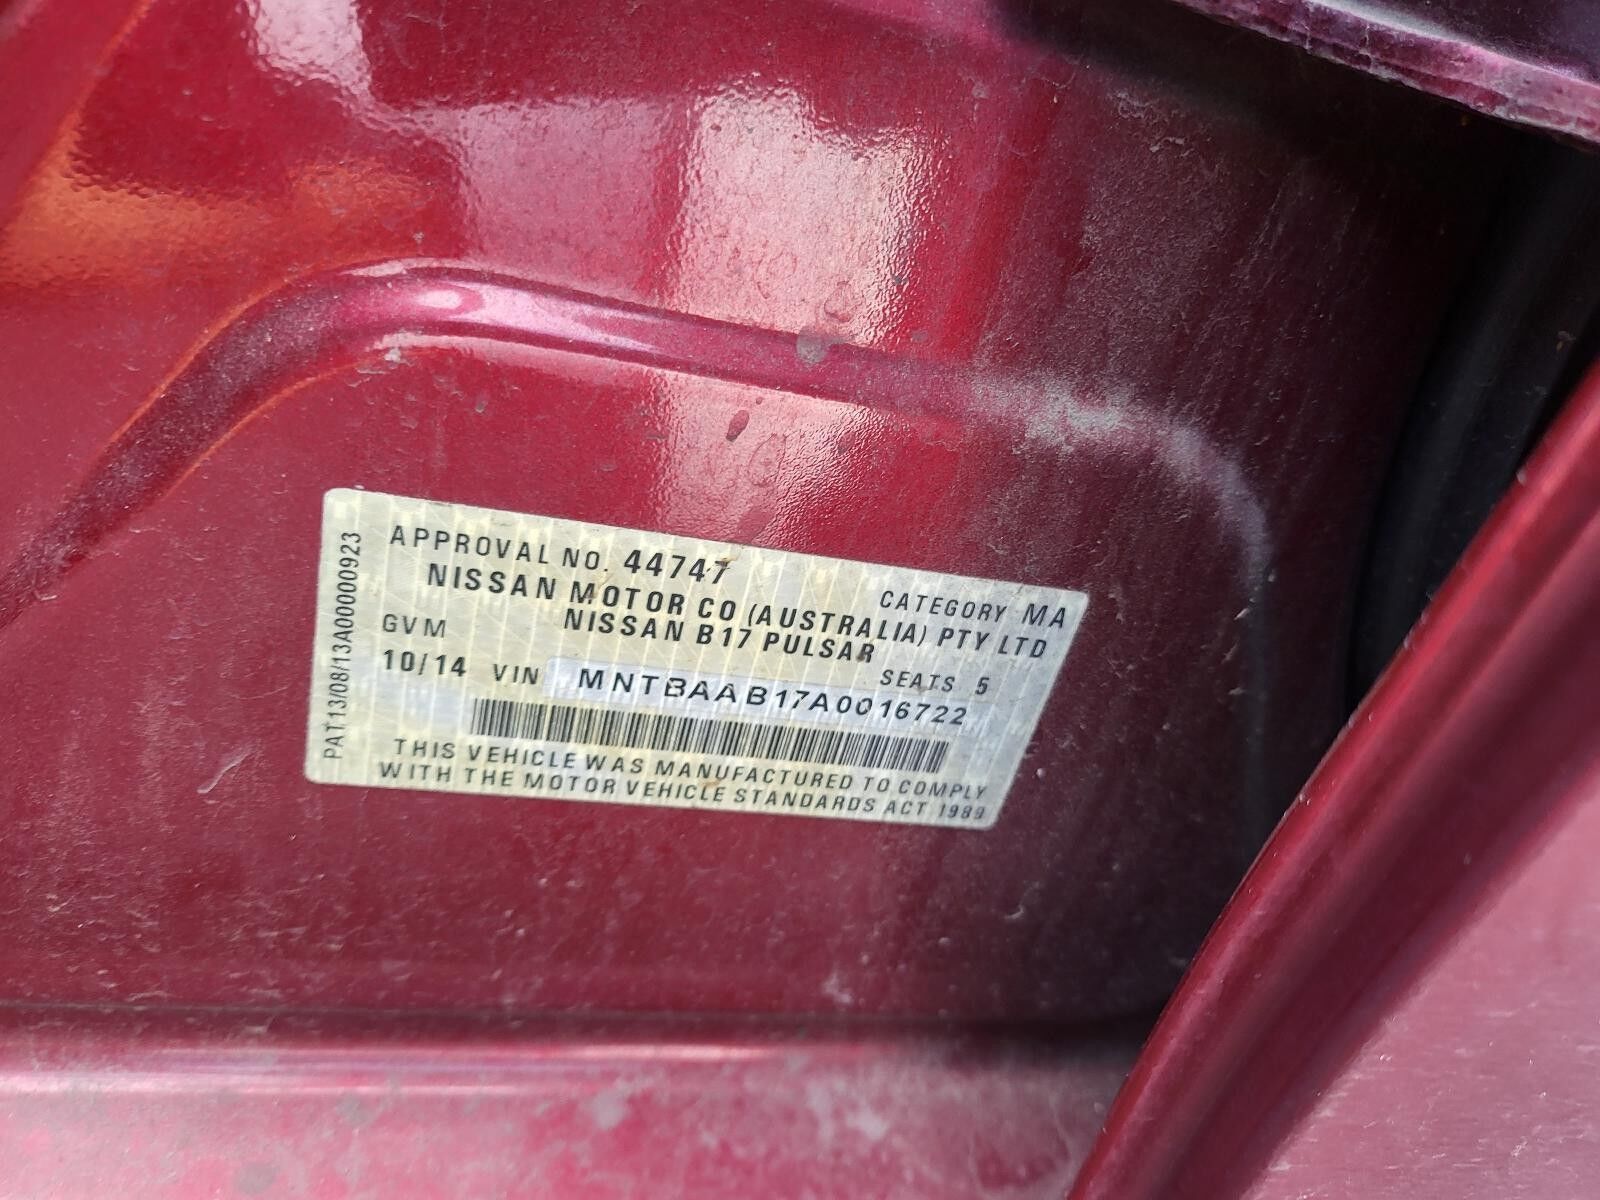 APPROVAL NO. 44747 CATEGORY MA
NISSAN MOTOR CO (AUSTRALIA) PTY LTD
NISSAN B17 PULSAR
GVM SEATS 5
10/14 VIN MNTBAAB17A0016722
THIS VEHICLE WAS MANUFACTURED TO COMPLY
WITH THE MOTOR VEHICLE STANDARDS ACT 1989
PAT13/08/13A00000923